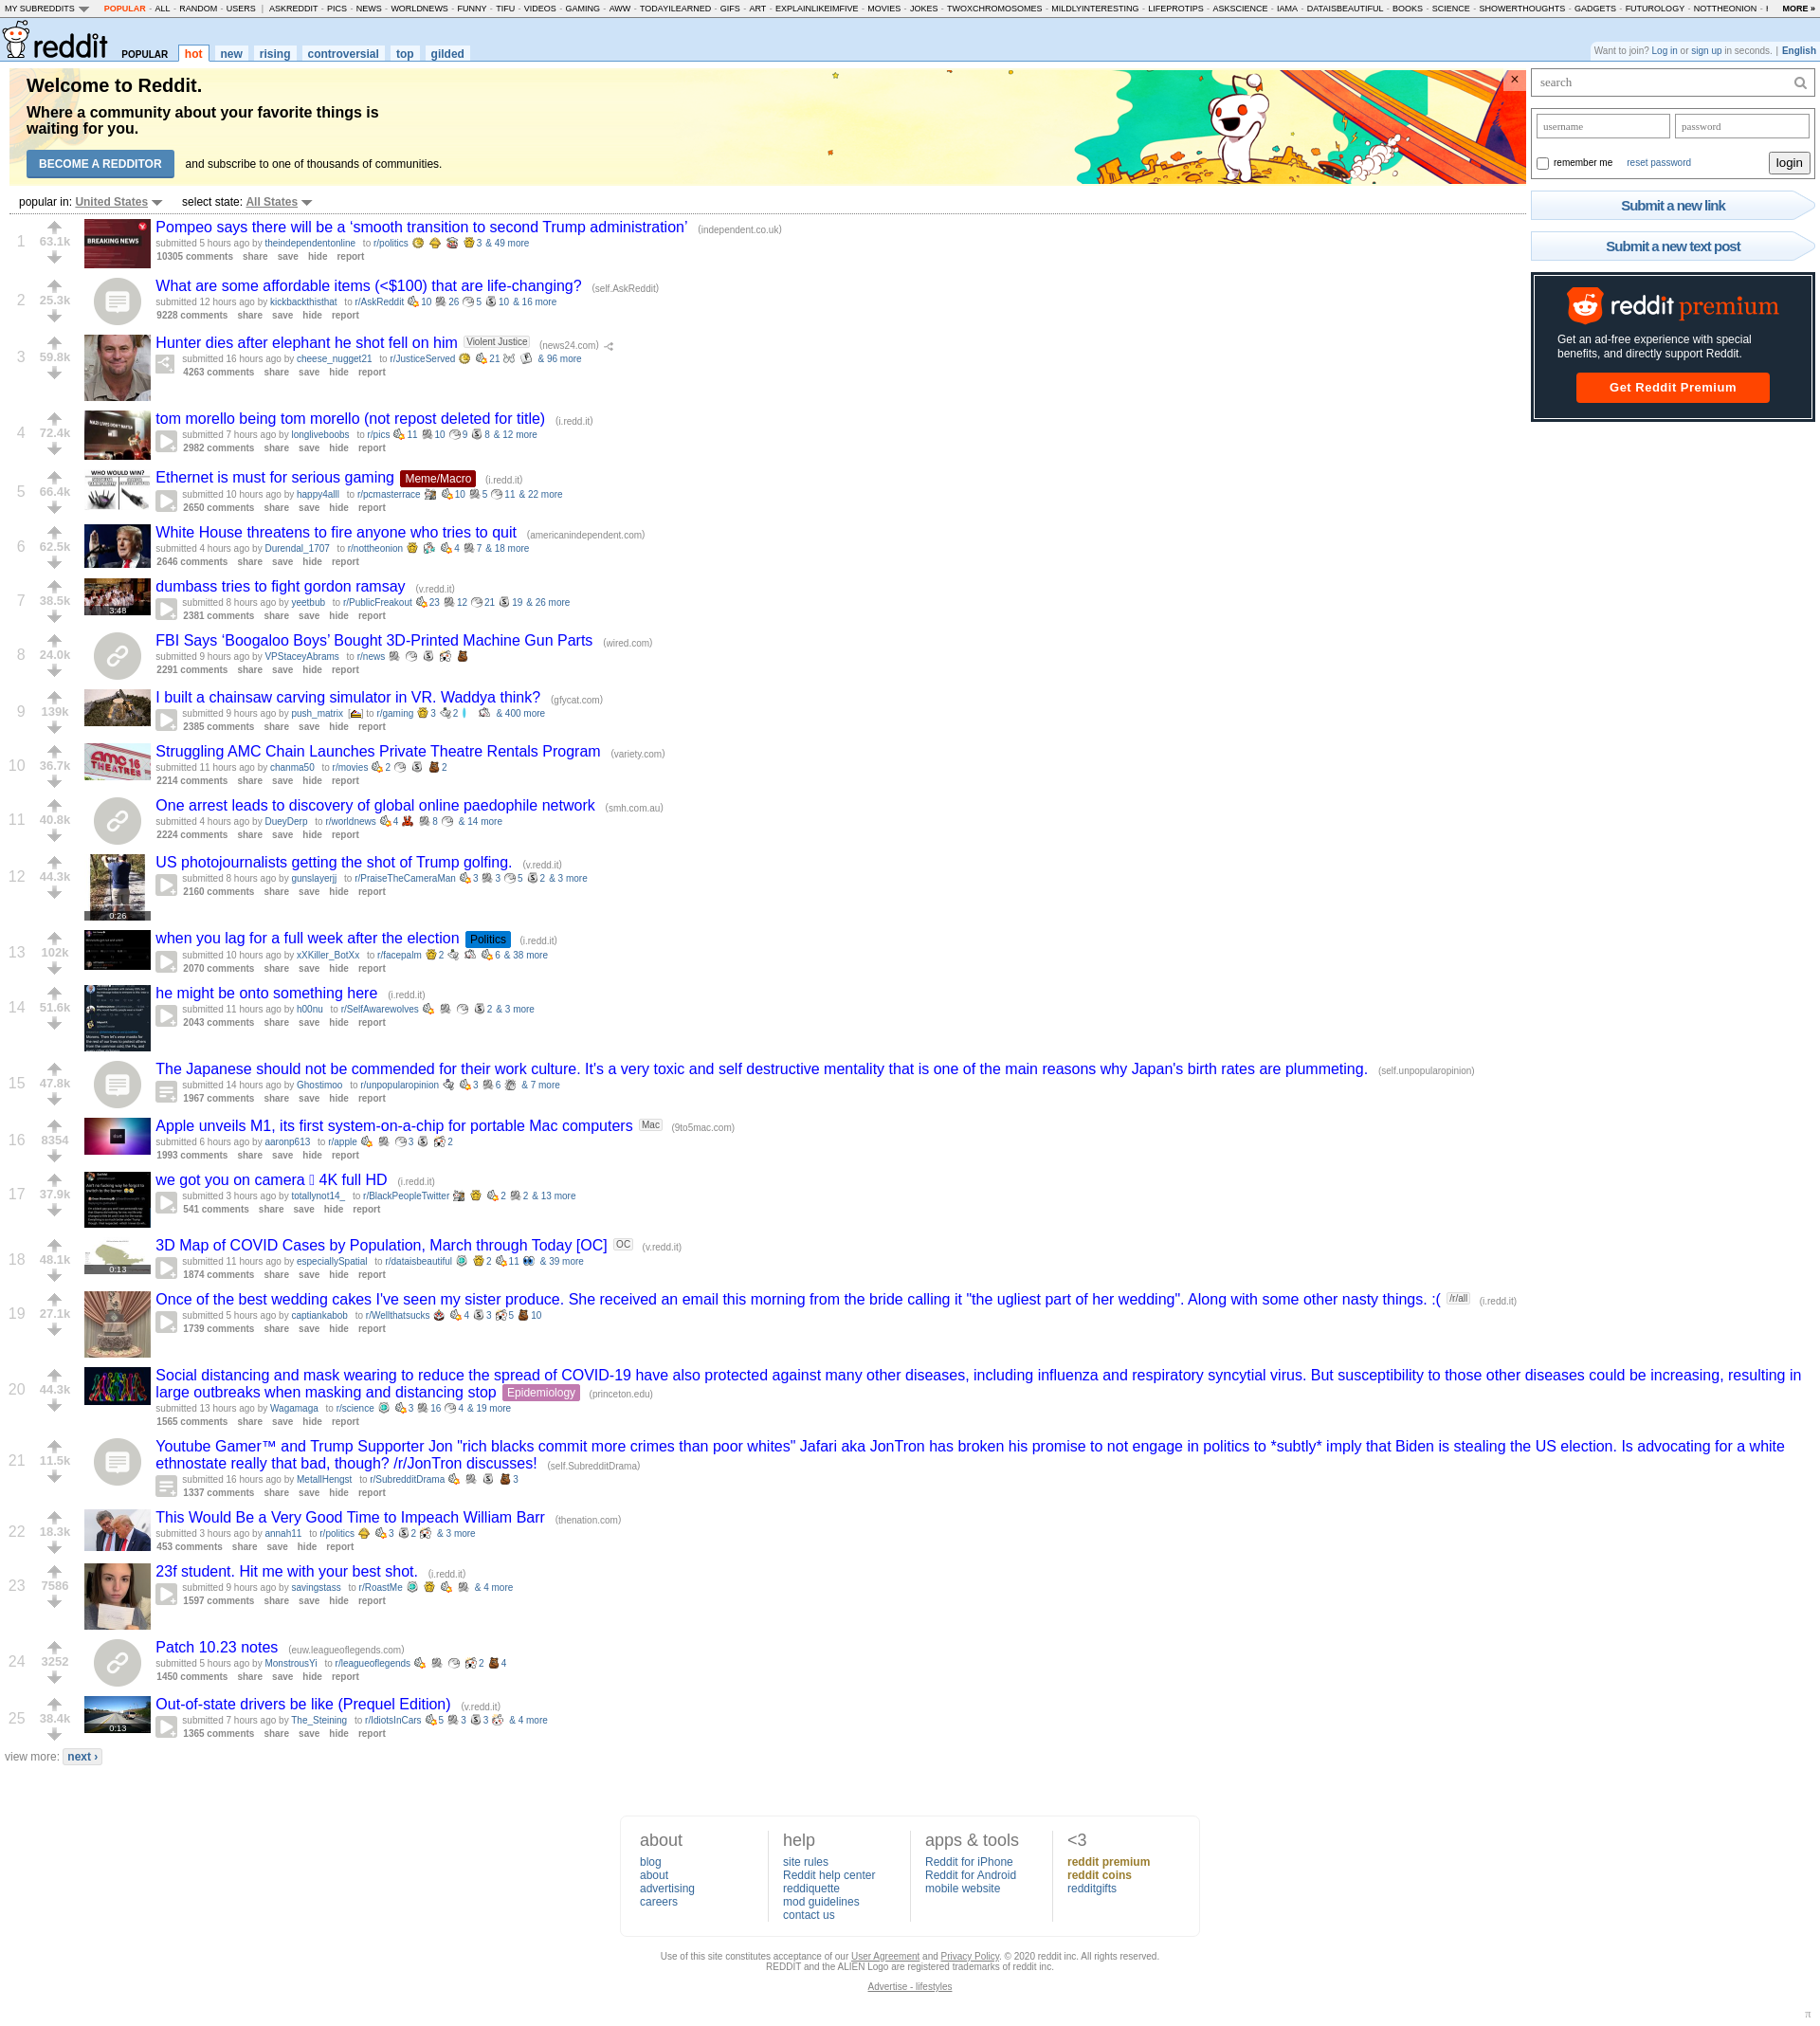 MY SUBREDDITS POPULAR - ALL - RANDOM - USERS | ASKREDDIT - PICS - NEWS - WORLDNEWS - FUNNY - TIFU - VIDEOS - GAMING - AWW - TODAYILEARNED - GIFS - ART - EXPLAINLIKEIMFIVE - MOVIES - JOKES - TWOXCHROMOSOMES - MILDLYINTERESTING - LIFEPROTIPS - ASKSCIENCE - IAMA - DATAISBEAUTIFUL - BOOKS - SCIENCE - SHOWERTHOUGHTS - GADGETS - FUTUROLOGY - NOTTHEONION - MORE »
reddit POPULAR hot new rising controversial top gilded
Want to join? Log in or sign up in seconds. | English
Welcome to Reddit.
Where a community about your favorite things is
waiting for you.
BECOME A REDDITOR and subscribe to one of thousands of communities.
search
username password
remember me reset password login
Submit a new link
Submit a new text post
reddit premium
Get an ad-free experience with special
benefits, and directly support Reddit.
Get Reddit Premium
popular in: United States select state: All States
1 63.1k BREAKING NEWS
Pompeo says there will be a ‘smooth transition to second Trump administration’ (independent.co.uk)
submitted 5 hours ago by theindependentonline to r/politics 3 & 49 more
10305 comments share save hide report
2 25.3k
What are some affordable items (<$100) that are life-changing? (self.AskReddit)
submitted 12 hours ago by kickbackthisthat to r/AskReddit 10 26 5 10 & 16 more
9228 comments share save hide report
3 59.8k
Hunter dies after elephant he shot fell on him Violent Justice (news24.com)
submitted 16 hours ago by cheese_nugget21 to r/JusticeServed 21 & 96 more
4263 comments share save hide report
4 72.4k
tom morello being tom morello (not repost deleted for title) (i.redd.it)
submitted 7 hours ago by longliveboobs to r/pics 11 10 9 8 & 12 more
2982 comments share save hide report
5 66.4k WHO WOULD WIN?
Ethernet is must for serious gaming Meme/Macro (i.redd.it)
submitted 10 hours ago by happy4alll to r/pcmasterrace 10 5 11 & 22 more
2650 comments share save hide report
6 62.5k
White House threatens to fire anyone who tries to quit (americanindependent.com)
submitted 4 hours ago by Durendal_1707 to r/nottheonion 4 7 & 18 more
2646 comments share save hide report
7 38.5k 3:48
dumbass tries to fight gordon ramsay (v.redd.it)
submitted 8 hours ago by yeetbub to r/PublicFreakout 23 12 21 19 & 26 more
2381 comments share save hide report
8 24.0k
FBI Says ‘Boogaloo Boys’ Bought 3D-Printed Machine Gun Parts (wired.com)
submitted 9 hours ago by VPStaceyAbrams to r/news
2291 comments share save hide report
9 139k
I built a chainsaw carving simulator in VR. Waddya think? (gfycat.com)
submitted 9 hours ago by push_matrix [ ] to r/gaming 3 2 & 400 more
2385 comments share save hide report
10 36.7k amc 16 THEATRES
Struggling AMC Chain Launches Private Theatre Rentals Program (variety.com)
submitted 11 hours ago by chanma50 to r/movies 2 2
2214 comments share save hide report
11 40.8k
One arrest leads to discovery of global online paedophile network (smh.com.au)
submitted 4 hours ago by DueyDerp to r/worldnews 4 8 & 14 more
2224 comments share save hide report
12 44.3k 0:26
US photojournalists getting the shot of Trump golfing. (v.redd.it)
submitted 8 hours ago by gunslayerjj to r/PraiseTheCameraMan 3 3 5 2 & 3 more
2160 comments share save hide report
13 102k
when you lag for a full week after the election Politics (i.redd.it)
submitted 10 hours ago by xXKiller_BotXx to r/facepalm 2 6 & 38 more
2070 comments share save hide report
14 51.6k
he might be onto something here (i.redd.it)
submitted 11 hours ago by h00nu to r/SelfAwarewolves 2 & 3 more
2043 comments share save hide report
15 47.8k
The Japanese should not be commended for their work culture. It's a very toxic and self destructive mentality that is one of the main reasons why Japan's birth rates are plummeting. (self.unpopularopinion)
submitted 14 hours ago by Ghostimoo to r/unpopularopinion 3 6 & 7 more
1967 comments share save hide report
16 8354
Apple unveils M1, its first system-on-a-chip for portable Mac computers Mac (9to5mac.com)
submitted 6 hours ago by aaronp613 to r/apple 3 2
1993 comments share save hide report
17 37.9k
we got you on camera 4K full HD (i.redd.it)
submitted 3 hours ago by totallynot14_ to r/BlackPeopleTwitter 2 2 & 13 more
541 comments share save hide report
18 48.1k 0:13
3D Map of COVID Cases by Population, March through Today [OC] OC (v.redd.it)
submitted 11 hours ago by especiallySpatial to r/dataisbeautiful 2 11 & 39 more
1874 comments share save hide report
19 27.1k
Once of the best wedding cakes I've seen my sister produce. She received an email this morning from the bride calling it "the ugliest part of her wedding". Along with some other nasty things. :( /r/all (i.redd.it)
submitted 5 hours ago by captiankabob to r/Wellthatsucks 4 3 5 10
1739 comments share save hide report
20 44.3k
Social distancing and mask wearing to reduce the spread of COVID-19 have also protected against many other diseases, including influenza and respiratory syncytial virus. But susceptibility to those other diseases could be increasing, resulting in
large outbreaks when masking and distancing stop Epidemiology (princeton.edu)
submitted 13 hours ago by Wagamaga to r/science 3 16 4 & 19 more
1565 comments share save hide report
21 11.5k
Youtube Gamer™ and Trump Supporter Jon "rich blacks commit more crimes than poor whites" Jafari aka JonTron has broken his promise to not engage in politics to *subtly* imply that Biden is stealing the US election. Is advocating for a white
ethnostate really that bad, though? /r/JonTron discusses! (self.SubredditDrama)
submitted 16 hours ago by MetallHengst to r/SubredditDrama 3
1337 comments share save hide report
22 18.3k
This Would Be a Very Good Time to Impeach William Barr (thenation.com)
submitted 3 hours ago by annah11 to r/politics 3 2 & 3 more
453 comments share save hide report
23 7586
23f student. Hit me with your best shot. (i.redd.it)
submitted 9 hours ago by savingstass to r/RoastMe & 4 more
1597 comments share save hide report
24 3252
Patch 10.23 notes (euw.leagueoflegends.com)
submitted 5 hours ago by MonstrousYi to r/leagueoflegends 2 4
1450 comments share save hide report
25 38.4k 0:13
Out-of-state drivers be like (Prequel Edition) (v.redd.it)
submitted 7 hours ago by The_Steining to r/IdiotsInCars 5 3 3 & 4 more
1365 comments share save hide report
view more: next ›
about
blog
about
advertising
careers
help
site rules
Reddit help center
reddiquette
mod guidelines
contact us
apps & tools
Reddit for iPhone
Reddit for Android
mobile website
<3
reddit premium
reddit coins
redditgifts
Use of this site constitutes acceptance of our User Agreement and Privacy Policy. © 2020 reddit inc. All rights reserved.
REDDIT and the ALIEN Logo are registered trademarks of reddit inc.
Advertise - lifestyles
π